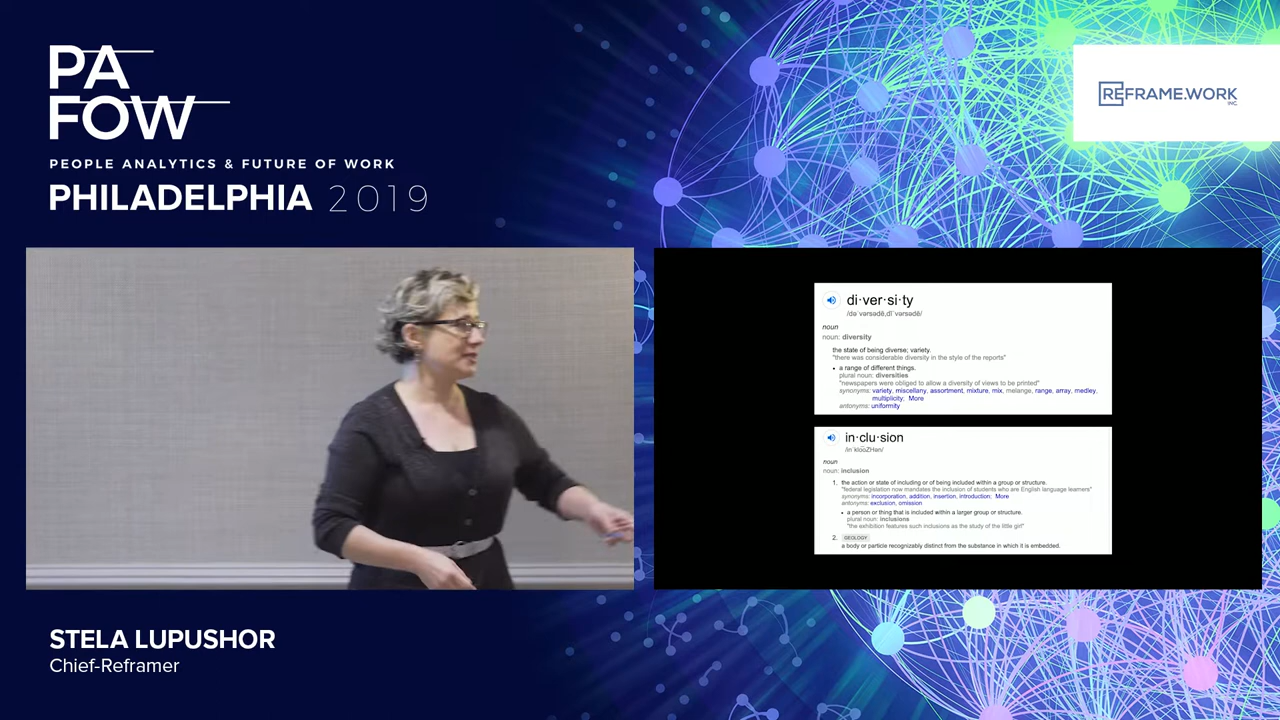 PA
FOW
PEOPLE ANALYTICS & FUTURE OF WORK
PHILADELPHIA 2019
REFRAME.WORK
INC.
di·ver·si·ty
/dəˈvərsədē,dīˈvərsədē/
noun
noun: diversity
the state of being diverse; variety.
"there was considerable diversity in the style of the reports"
• a range of different things.
plural noun: diversities
"newspapers were obliged to allow a diversity of views to be printed"
synonyms: variety, miscellany, assortment, mixture, mix, melange, range, array, medley,
multiplicity; More
antonyms: uniformity
in·clu·sion
/inˈklo͞oZHən/
noun
noun: inclusion
1. the action or state of including or of being included within a group or structure.
"federal legislation now mandates the inclusion of students who are English language learners"
synonyms: incorporation, addition, insertion, introduction; More
antonyms: exclusion, omission
• a person or thing that is included within a larger group or structure.
plural noun: inclusions
"the exhibition features such inclusions as the study of the little girl"
2. GEOLOGY
a body or particle recognizably distinct from the substance in which it is embedded.
STELA LUPUSHOR
Chief-Reframer